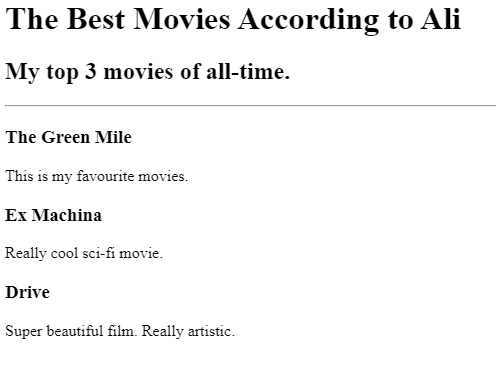 The Best Movies According to Ali
My top 3 movies of all-time.
The Green Mile
This is my favourite movies.
Ex Machina
Really cool sci-fi movie.
Drive
Super beautiful film. Really artistic.